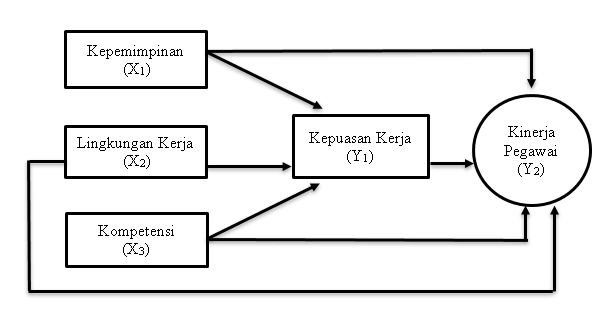 Kepemimpinan
(X₁)
Lingkungan Kerja
(X₂)
Kompetensi
(X₃)
Kepuasan Kerja
(Y₁)
Kinerja
Pegawai
(Y₂)